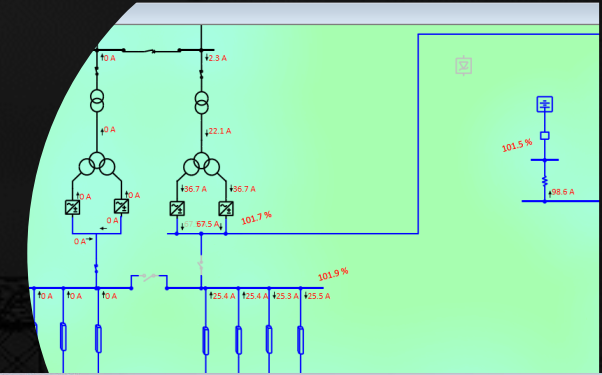 0 A
2.3 A
0 A
22.1 A
101.5 %
0 A
0 A
36.7 A
36.7 A
98.6 A
0 A
67.5 A
101.7 %
0 A
101.9 %
0 A
0 A
0 A
25.4 A
25.4 A
25.3 A
25.5 A